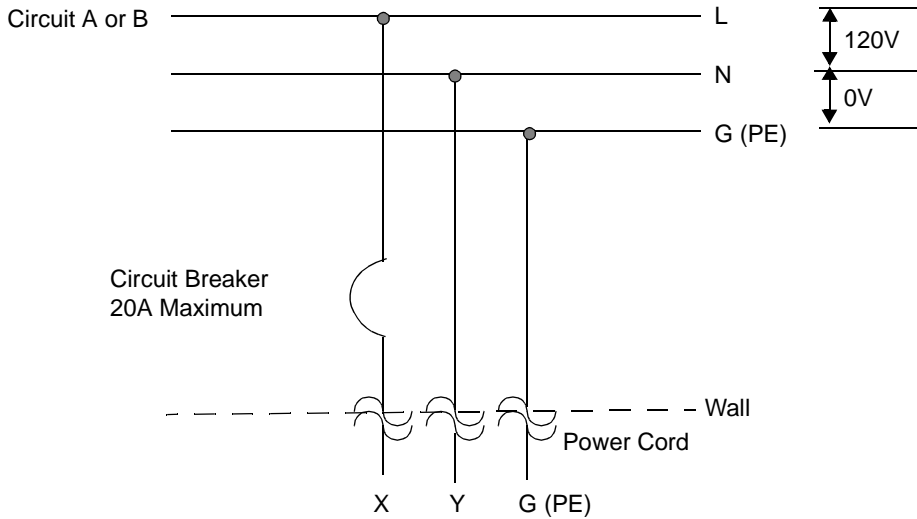 Circuit A or B
L
120V
N
0V
G (PE)
Circuit Breaker
20A Maximum
Wall
Power Cord
X Y G (PE)